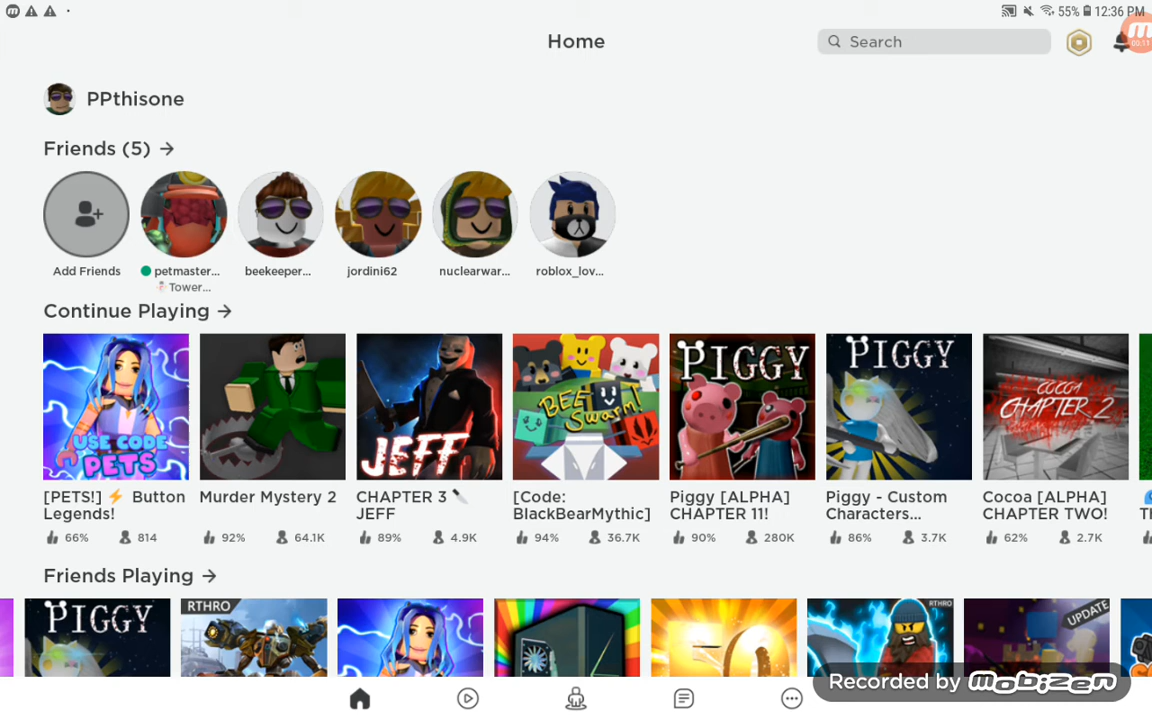 55% 12:36 PM
Home
Search
00:11
PPthisone
Friends (5) →
Add Friends
petmaster...
beekeeper...
jordini62
nuclearwar...
roblox_lov...
Tower...
Continue Playing →
USE CODE
PETS
JEFF
BEE
Swarm!
PIGGY
PIGGY
COCOA
CHAPTER 2
[PETS!] ⚡ Button
Legends!
Murder Mystery 2
CHAPTER 3 🔪
JEFF
[Code:
BlackBearMythic]
Piggy [ALPHA]
CHAPTER 11!
Piggy - Custom
Characters...
Cocoa [ALPHA]
CHAPTER TWO!
66% 814
92% 64.1K
89% 4.9K
94% 36.7K
90% 280K
86% 3.7K
62% 2.7K
Friends Playing →
PIGGY
RTHRO
RTHRO
UPDATE
Recorded by mobizen